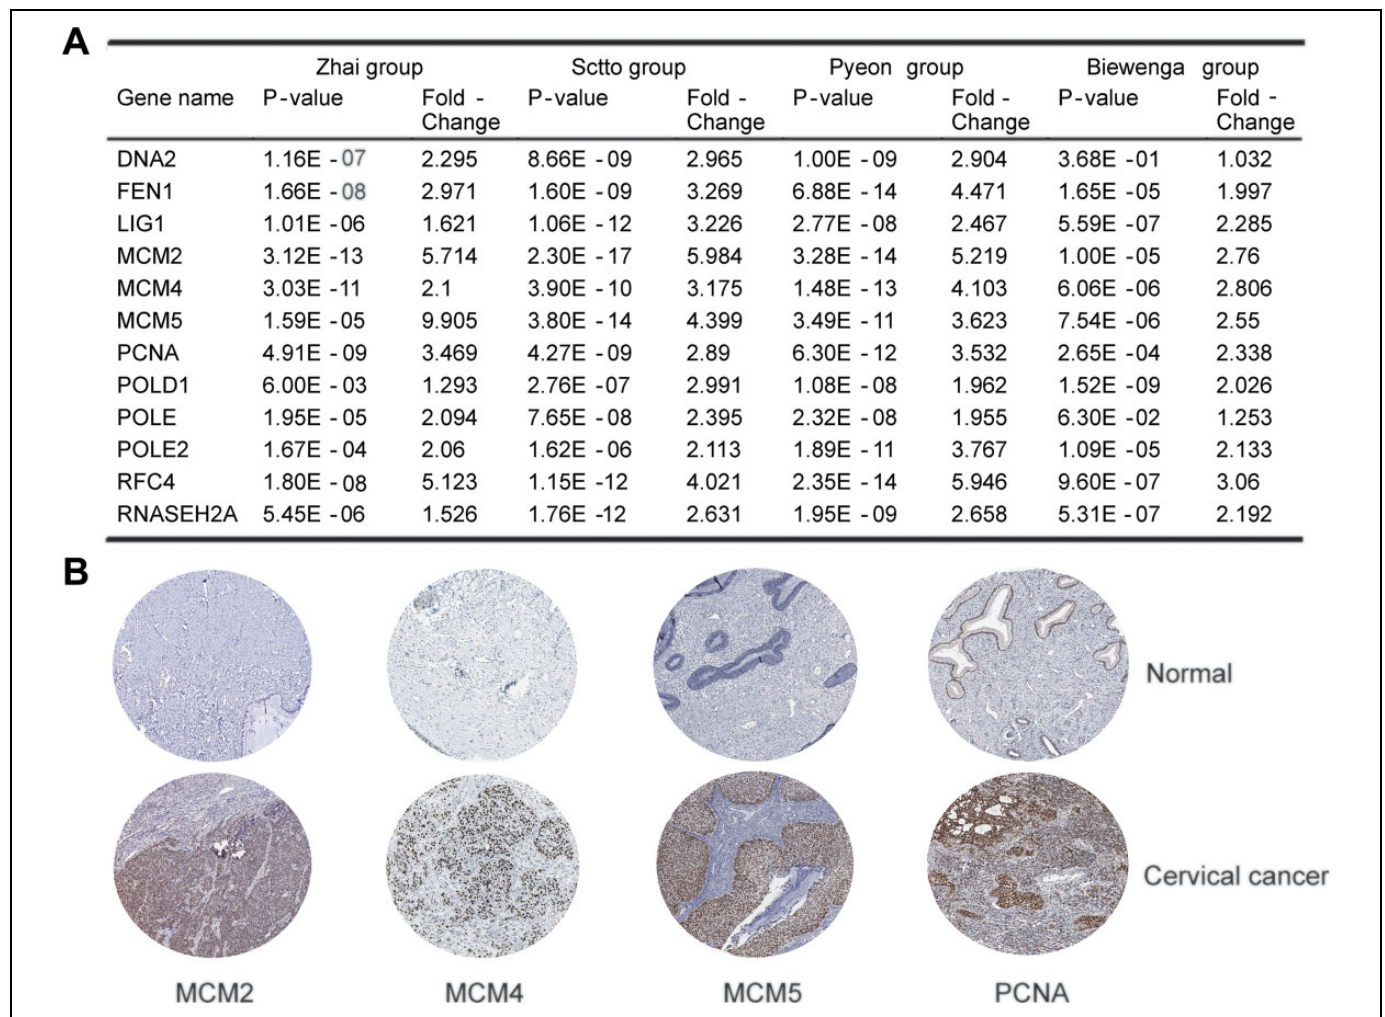 A
Zhai group Sctto group Pyeon group Biewenga group
Gene name P-value Fold - Change P-value Fold - Change P-value Fold - Change P-value Fold - Change
DNA2 1.16E - 07 2.295 8.66E - 09 2.965 1.00E - 09 2.904 3.68E - 01 1.032
FEN1 1.66E - 08 2.971 1.60E - 09 3.269 6.88E - 14 4.471 1.65E - 05 1.997
LIG1 1.01E - 06 1.621 1.06E - 12 3.226 2.77E - 08 2.467 5.59E - 07 2.285
MCM2 3.12E - 13 5.714 2.30E - 17 5.984 3.28E - 14 5.219 1.00E - 05 2.76
MCM4 3.03E - 11 2.1 3.90E - 10 3.175 1.48E - 13 4.103 6.06E - 06 2.806
MCM5 1.59E - 05 9.905 3.80E - 14 4.399 3.49E - 11 3.623 7.54E - 06 2.55
PCNA 4.91E - 09 3.469 4.27E - 09 2.89 6.30E - 12 3.532 2.65E - 04 2.338
POLD1 6.00E - 03 1.293 2.76E - 07 2.991 1.08E - 08 1.962 1.52E - 09 2.026
POLE 1.95E - 05 2.094 7.65E - 08 2.395 2.32E - 08 1.955 6.30E - 02 1.253
POLE2 1.67E - 04 2.06 1.62E - 06 2.113 1.89E - 11 3.767 1.09E - 05 2.133
RFC4 1.80E - 08 5.123 1.15E -12 4.021 2.35E - 14 5.946 9.60E - 07 3.06
RNASEH2A 5.45E - 06 1.526 1.76E -12 2.631 1.95E - 09 2.658 5.31E - 07 2.192
B
Normal
Cervical cancer
MCM2 MCM4 MCM5 PCNA